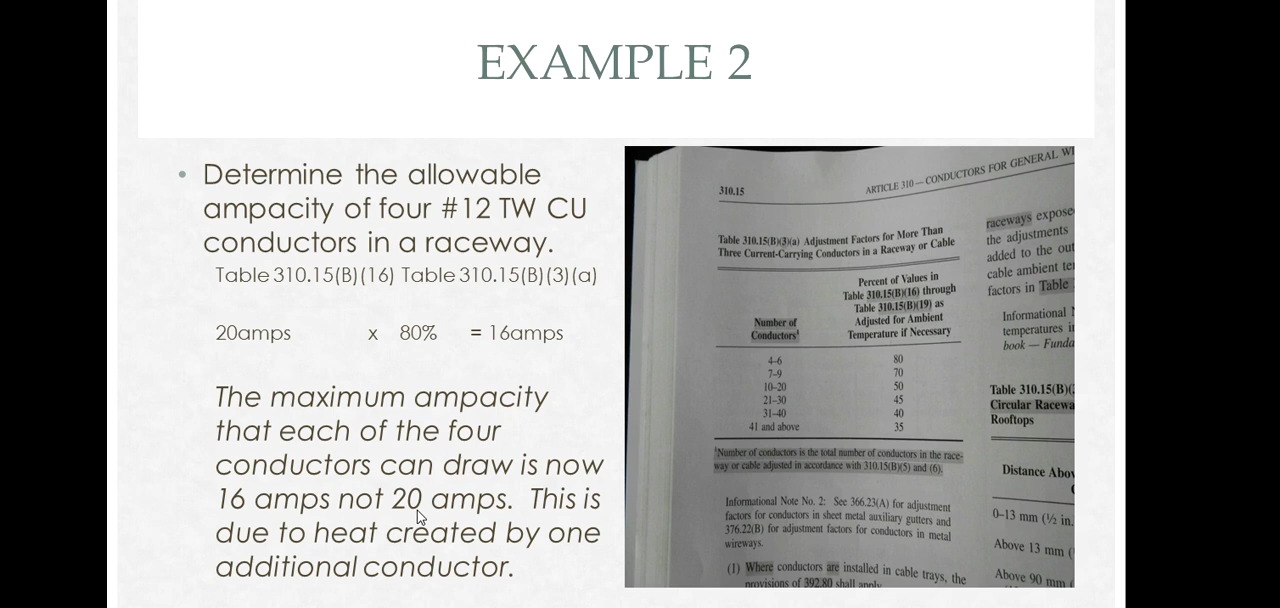 EXAMPLE 2
• Determine the allowable
ampacity of four #12 TW CU
conductors in a raceway.
Table 310.15(B)(16) Table 310.15(B)(3)(a)
20amps x 80% = 16amps
The maximum ampacity
that each of the four
conductors can draw is now
16 amps not 20 amps. This is
due to heat created by one
additional conductor.
310.15
ARTICLE 310 — CONDUCTORS FOR GENERAL
Table 310.15(B)(3)(a) Adjustment Factors for More Than
Three Current-Carrying Conductors in a Raceway or Cable
Number of
Conductors¹
Percent of Values in
Table 310.15(B)(16) through
Table 310.15(B)(19) as
Adjusted for Ambient
Temperature if Necessary
4–6 80
7–9 70
10–20 50
21–30 45
31–40 40
41 and above 35
¹Number of conductors is the total number of conductors in the race-
way or cable adjusted in accordance with 310.15(B)(5) and (6).
Informational Note No. 2: See 366.23(A) for adjustment
factors for conductors in sheet metal auxiliary gutters and
376.22(B) for adjustment factors for conductors in metal
wireways.
(1) Where conductors are installed in cable trays, the
provisions of 392.80 shall apply.
raceways expose
the adjustments
added to the out
cable ambient te
factors in Table
Informational
temperatures i
book — Funda
Table 310.15(B)(
Circular Racewa
Rooftops
Distance Abov
0–13 mm (½ in.
Above 13 mm (
Above 90 mm (